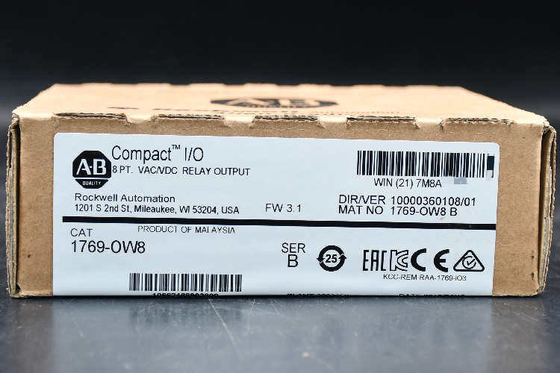 A-B
A·B
QUALITY
Compact™ I/O
8 PT. VAC/VDC RELAY OUTPUT
Rockwell Automation
1201 S 2nd St, Mileaukee, WI 53204, USA
FW 3.1
WIN (21) 7M8A
DIR/VER 10000360108/01
MAT NO 1769-OW8 B
PRODUCT OF MALAYSIA
CAT
1769-OW8
SER
B
25
EAC
KC
KCC-REM-RAA-1769-IO3